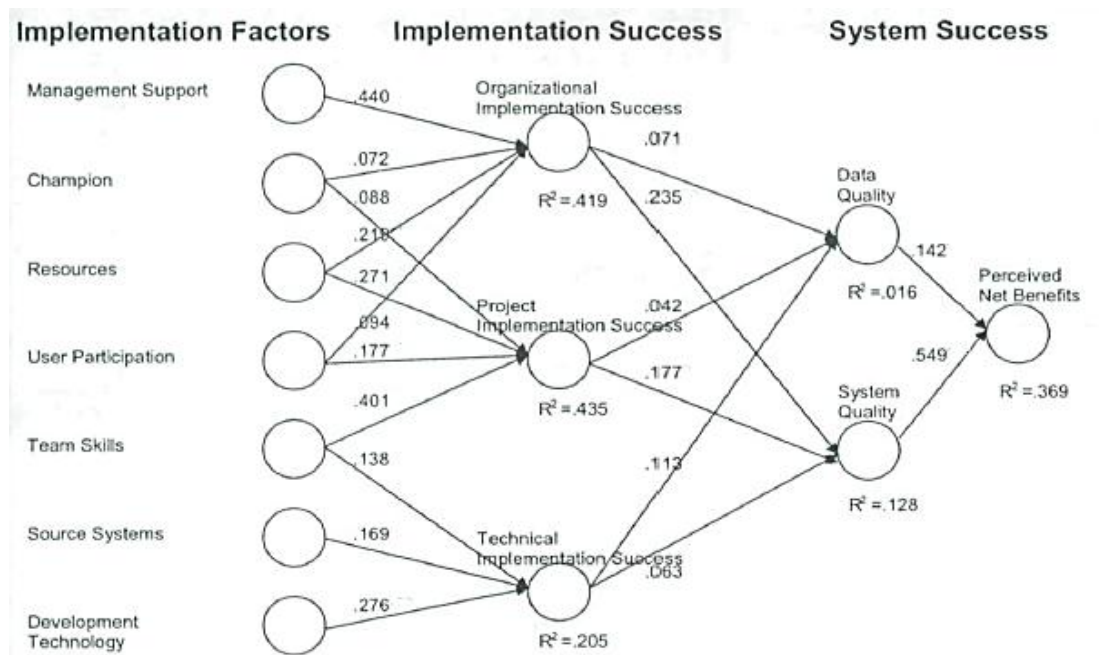 Implementation Factors
Implementation Success
System Success
Management Support
Champion
Resources
User Participation
Team Skills
Source Systems
Development
Technology
.440
.072
.088
.271
.094
.177
.401
.138
.169
.276
Organizational
Implementation Success
R²=.419
Project
Implementation Success
R²=.435
Technical
Implementation Success
R²=.205
.071
.235
.042
.177
.113
.063
Data
Quality
R²=.016
System
Quality
R²=.128
.142
.549
Perceived
Net Benefits
R²=.369